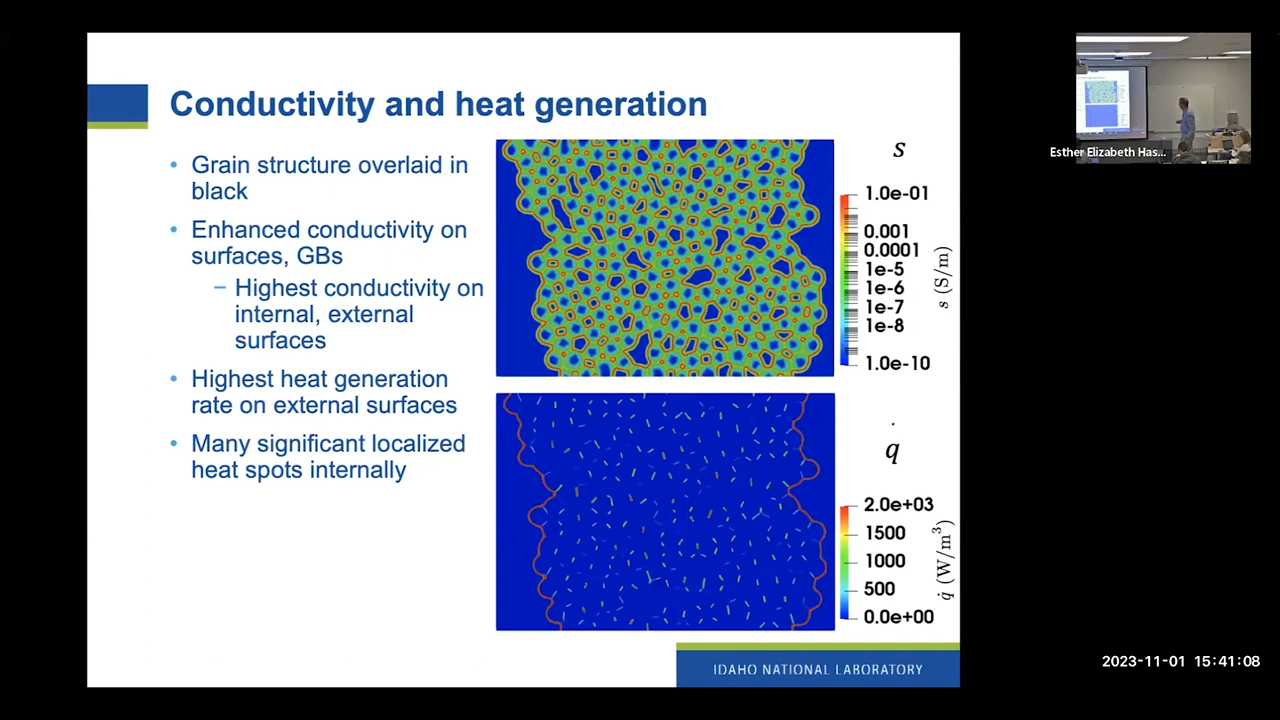 Conductivity and heat generation
• Grain structure overlaid in
black
• Enhanced conductivity on
surfaces, GBs
– Highest conductivity on
internal, external
surfaces
• Highest heat generation
rate on external surfaces
• Many significant localized
heat spots internally
s
1.0e-01
0.001
0.0001
1e-5
1e-6
1e-7
1e-8
1.0e-10
s (S/m)
q̇
2.0e+03
1500
1000
500
0.0e+00
q̇ (W/m³)
IDAHO NATIONAL LABORATORY
Esther Elizabeth Has...
2023-11-01 15:41:08